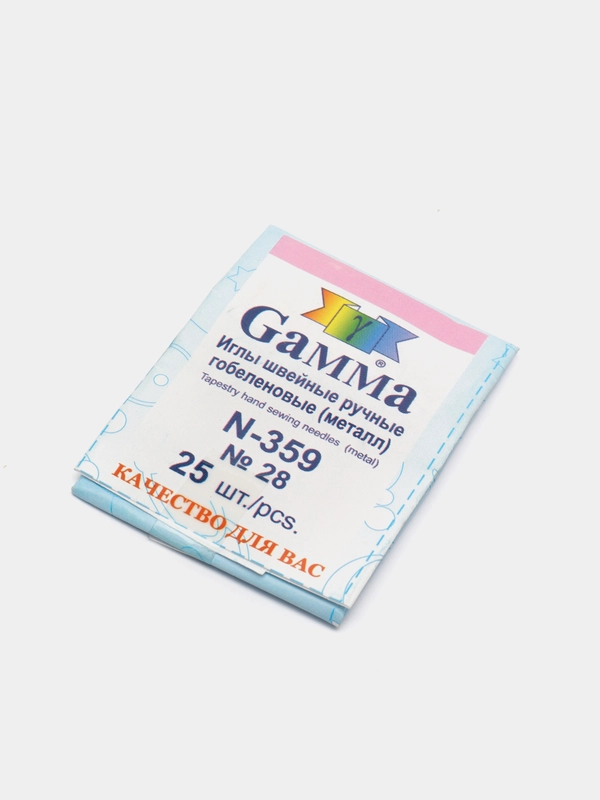 γ
GaMMa®
Иглы швейные ручные
гобеленовые (металл)
Tapestry hand sewing needles (metal)
N-359
№ 28
25 шт./pcs.
КАЧЕСТВО ДЛЯ ВАС